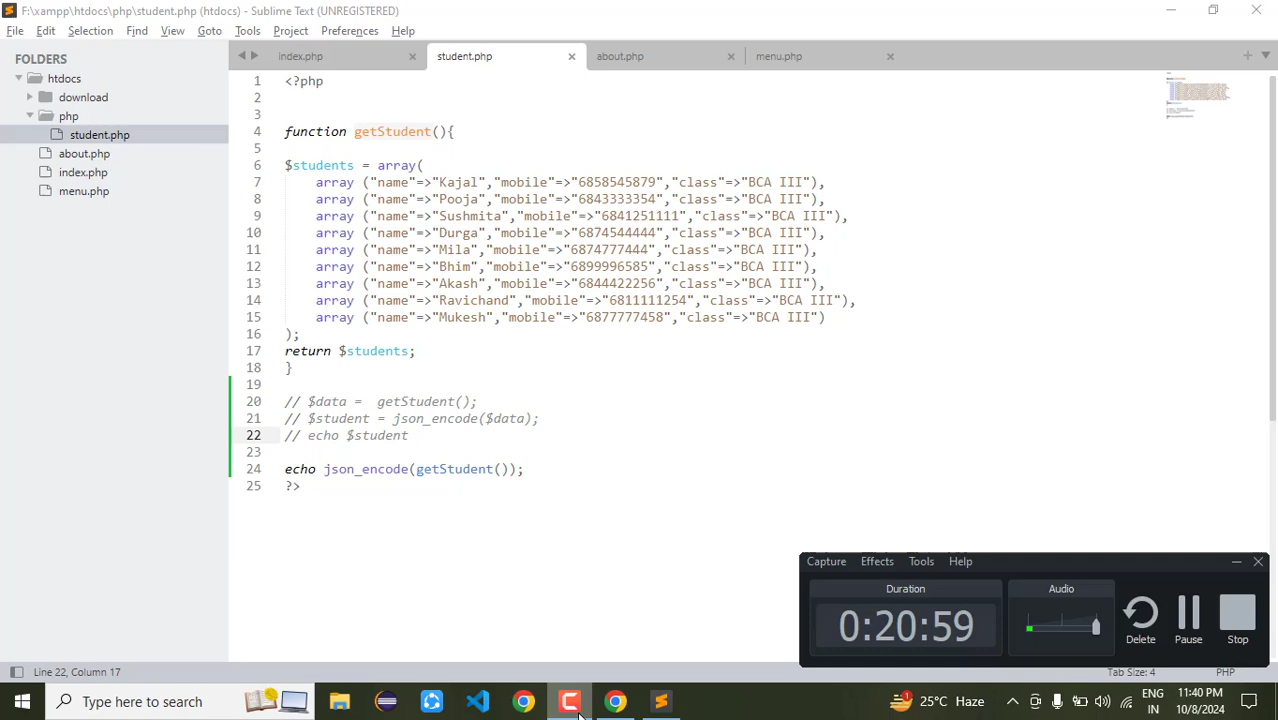 F:\xampp\htdocs\php\student.php (htdocs) - Sublime Text (UNREGISTERED)
File Edit Selection Find View Goto Tools Project Preferences Help
FOLDERS
htdocs
download
php
student.php
about.php
index.php
menu.php
index.php student.php about.php menu.php
1 <?php
2
3
4 function getStudent(){
5
6 $students = array(
7 array ("name"=>"Kajal","mobile"=>"6858545879","class"=>"BCA III"),
8 array ("name"=>"Pooja","mobile"=>"6843333354","class"=>"BCA III"),
9 array ("name"=>"Sushmita","mobile"=>"6841251111","class"=>"BCA III"),
10 array ("name"=>"Durga","mobile"=>"6874544444","class"=>"BCA III"),
11 array ("name"=>"Mila","mobile"=>"6874777444","class"=>"BCA III"),
12 array ("name"=>"Bhim","mobile"=>"6899996585","class"=>"BCA III"),
13 array ("name"=>"Akash","mobile"=>"6844422256","class"=>"BCA III"),
14 array ("name"=>"Ravichand","mobile"=>"6811111254","class"=>"BCA III"),
15 array ("name"=>"Mukesh","mobile"=>"6877777458","class"=>"BCA III")
16 );
17 return $students;
18 }
19
20 // $data =  getStudent();
21 // $student = json_encode($data);
22 // echo $student
23
24 echo json_encode(getStudent());
25 ?>
Capture Effects Tools Help
Duration Audio
0:20:59
Delete Pause Stop
Line 22, Column 17 Tab Size: 4 PHP
Type here to search 25°C Haze ENG 11:40 PM
IN 10/8/2024